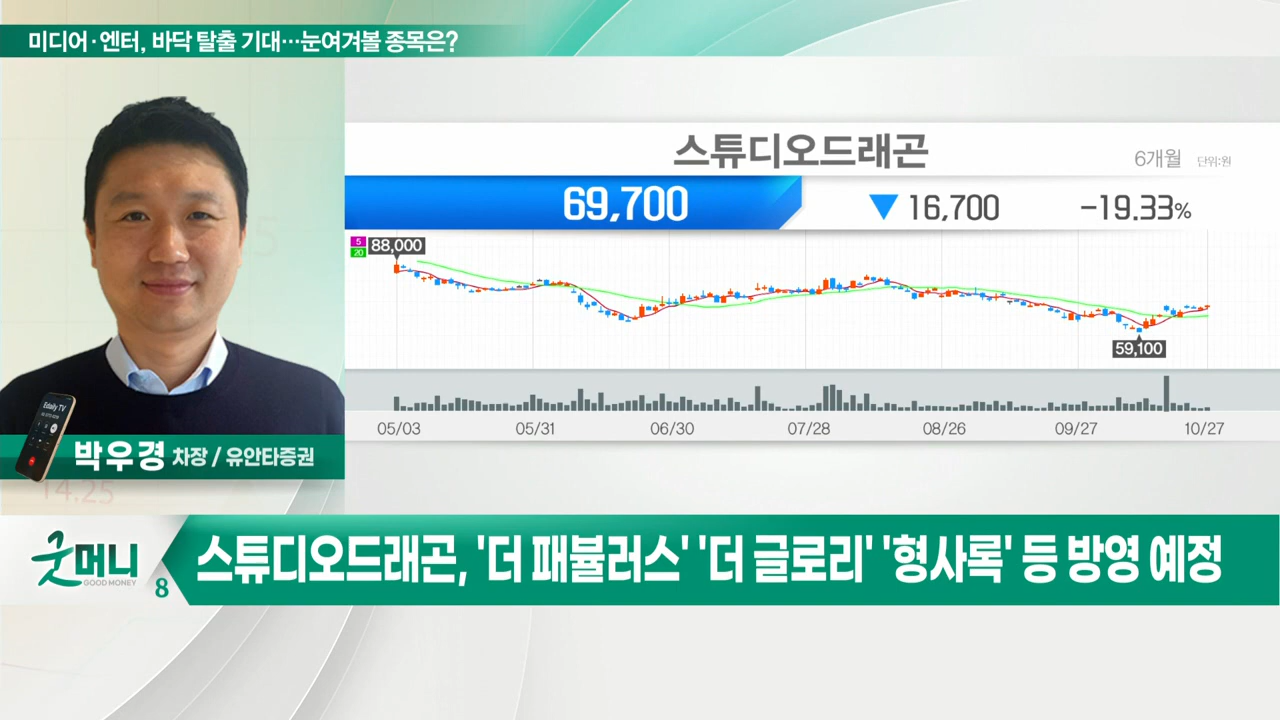 미디어·엔터, 바닥 탈출 기대…눈여겨볼 종목은?
스튜디오드래곤
6개월 단위:원
69,700 ▼ 16,700 -19.33%
5
20
88,000
59,100
05/03 05/31 06/30 07/28 08/26 09/27 10/27
Edaily TV
박우경 차장 / 유안타증권
14.25
굿머니
GOOD MONEY
8
스튜디오드래곤, '더 패뷸러스' '더 글로리' '형사록' 등 방영 예정